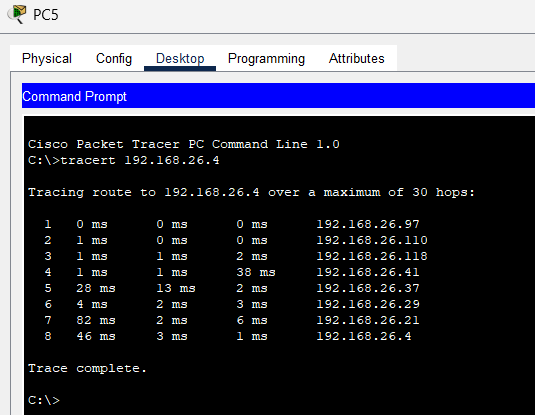 PC5
Physical Config Desktop Programming Attributes
Command Prompt
Cisco Packet Tracer PC Command Line 1.0
C:\>tracert 192.168.26.4
Tracing route to 192.168.26.4 over a maximum of 30 hops:
1 0 ms 0 ms 0 ms 192.168.26.97
2 1 ms 0 ms 0 ms 192.168.26.110
3 1 ms 1 ms 2 ms 192.168.26.118
4 1 ms 1 ms 38 ms 192.168.26.41
5 28 ms 13 ms 2 ms 192.168.26.37
6 4 ms 2 ms 3 ms 192.168.26.29
7 82 ms 2 ms 6 ms 192.168.26.21
8 46 ms 3 ms 1 ms 192.168.26.4
Trace complete.
C:\>